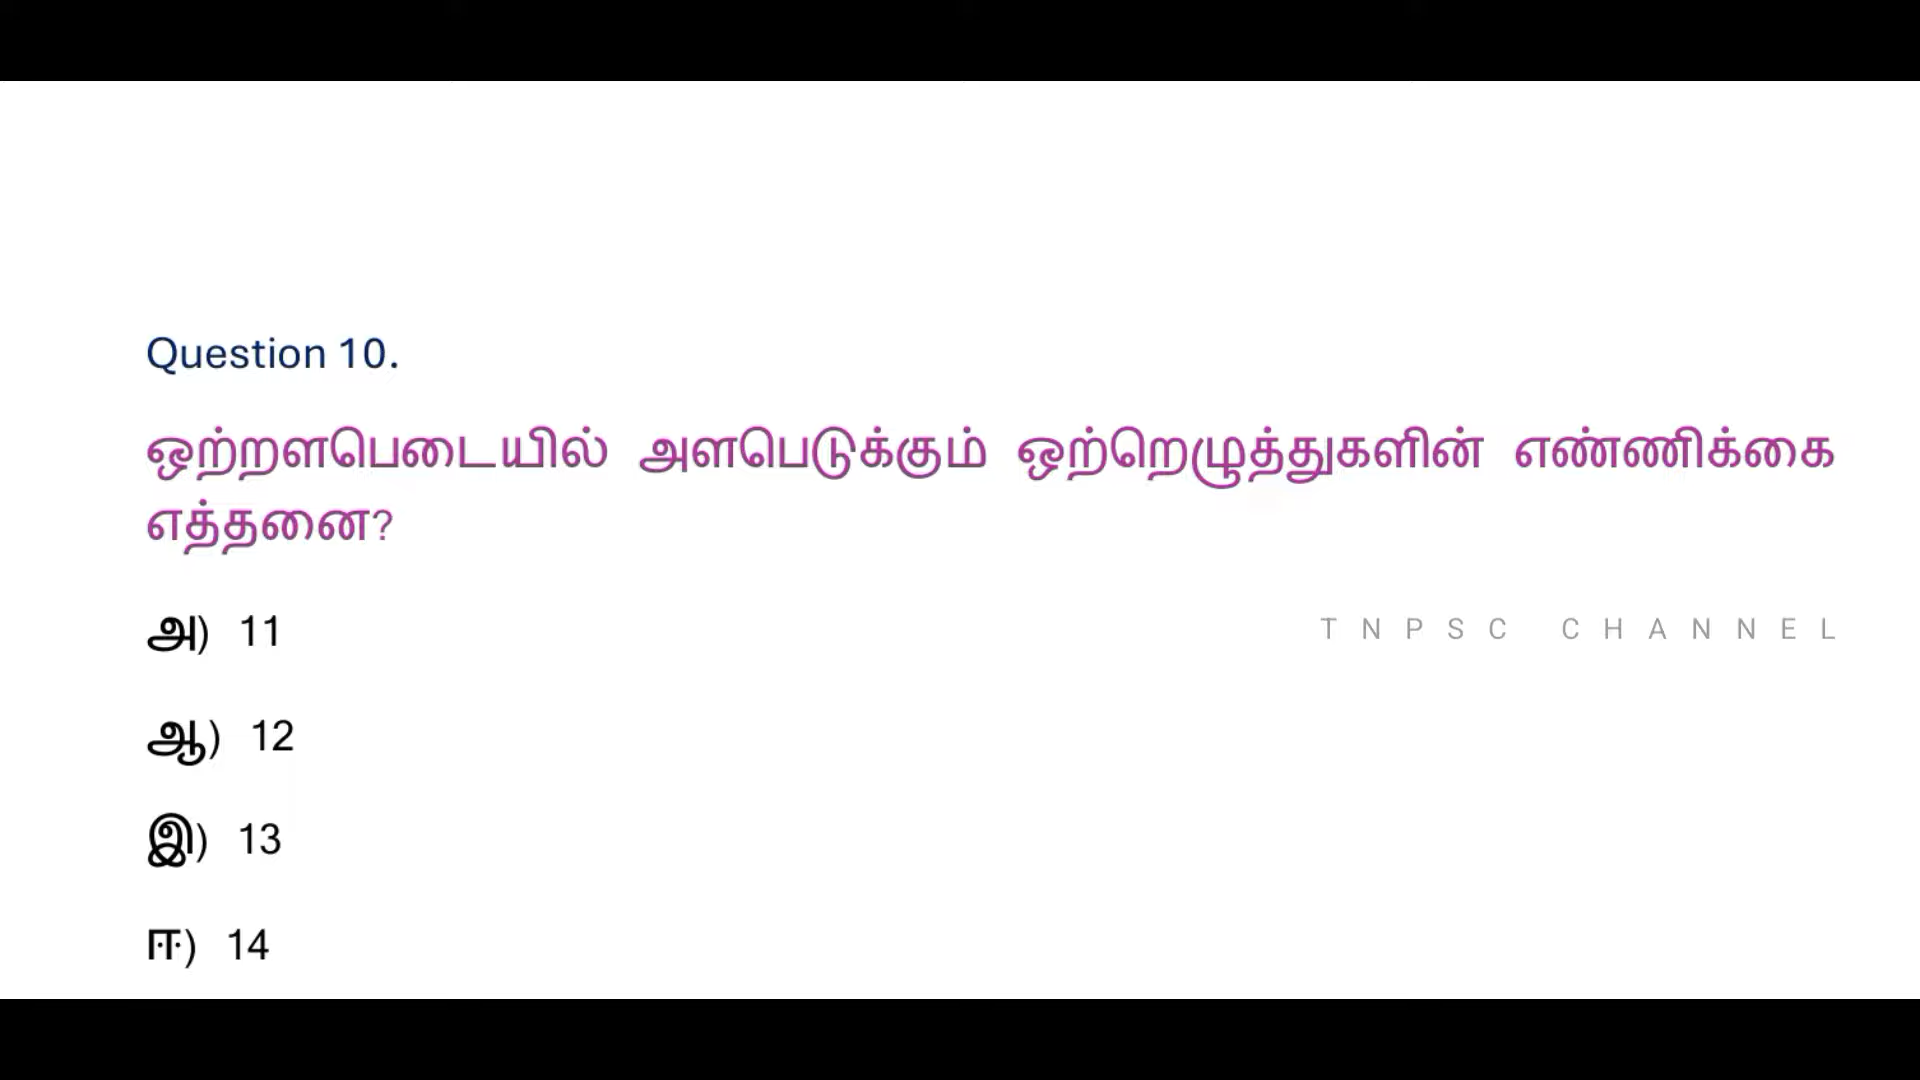 Question 10.
ஒற்றளபெடையில் அளபெடுக்கும் ஒற்றெழுத்துகளின் எண்ணிக்கை
எத்தனை?
அ) 11
TNPSC CHANNEL
ஆ) 12
இ) 13
ஈ) 14